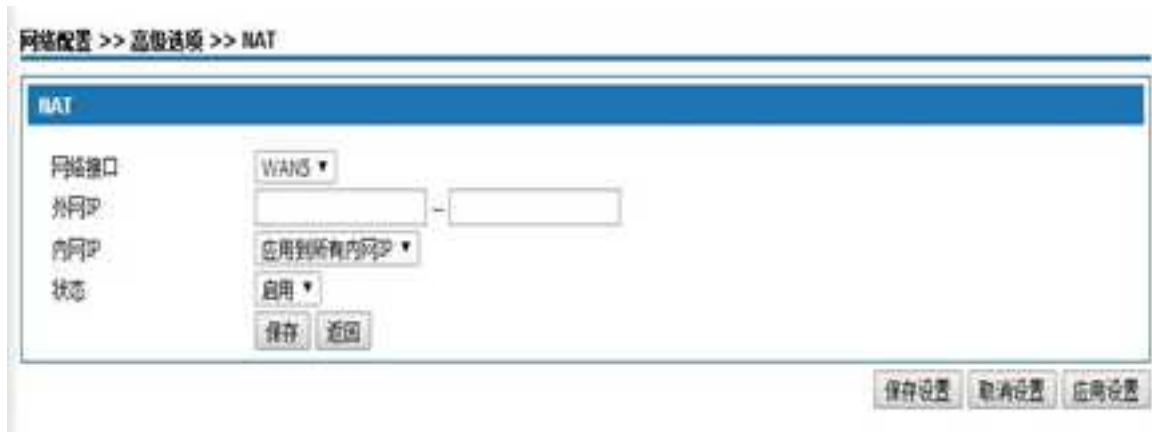 网络配置 >> 高级选项 >> NAT
NAT
网络接口 WAN5
外网IP –
内网IP 应用到所有内网IP
状态 启用
保存 返回
保存设置 取消设置 应用设置